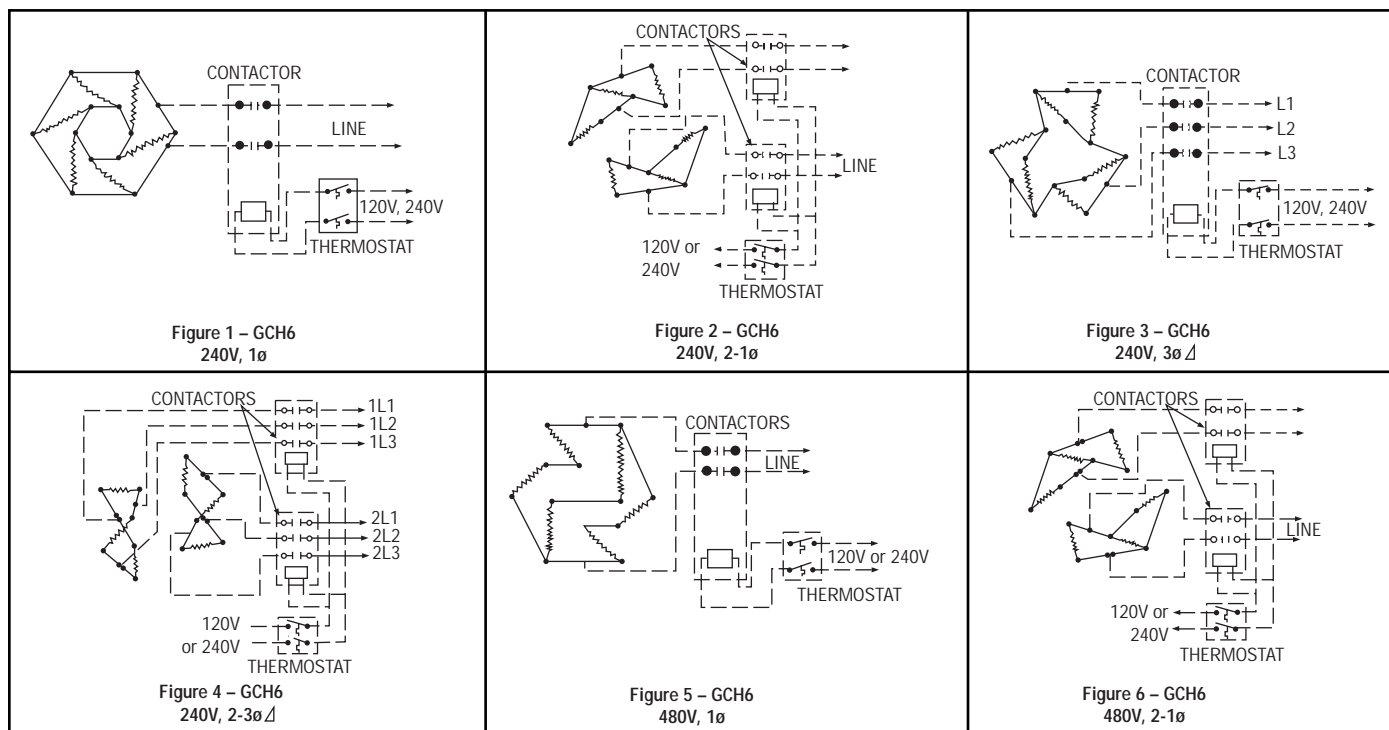 CONTACTOR
LINE
120V, 240V
THERMOSTAT
Figure 1 – GCH6
240V, 1ø
CONTACTORS
LINE
120V or
240V
THERMOSTAT
Figure 2 – GCH6
240V, 2-1ø
CONTACTOR
L1
L2
L3
120V, 240V
THERMOSTAT
Figure 3 – GCH6
240V, 3ø ⊿
CONTACTORS
1L1
1L2
1L3
2L1
2L2
2L3
120V
or 240V
THERMOSTAT
Figure 4 – GCH6
240V, 2-3ø ⊿
CONTACTORS
LINE
120V or 240V
THERMOSTAT
Figure 5 – GCH6
480V, 1ø
CONTACTORS
LINE
120V or
240V
THERMOSTAT
Figure 6 – GCH6
480V, 2-1ø